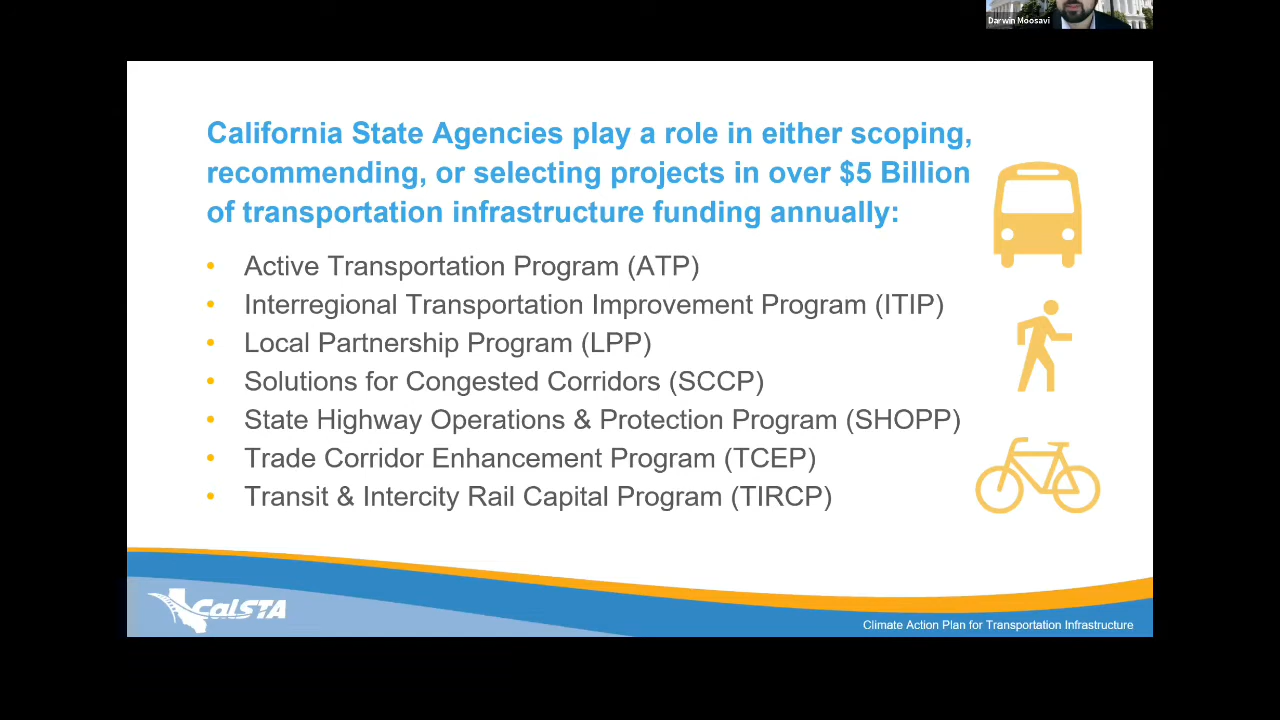 Darwin Moosavi
California State Agencies play a role in either scoping,
recommending, or selecting projects in over $5 Billion
of transportation infrastructure funding annually:
• Active Transportation Program (ATP)
• Interregional Transportation Improvement Program (ITIP)
• Local Partnership Program (LPP)
• Solutions for Congested Corridors (SCCP)
• State Highway Operations & Protection Program (SHOPP)
• Trade Corridor Enhancement Program (TCEP)
• Transit & Intercity Rail Capital Program (TIRCP)
CalSTA
Climate Action Plan for Transportation Infrastructure